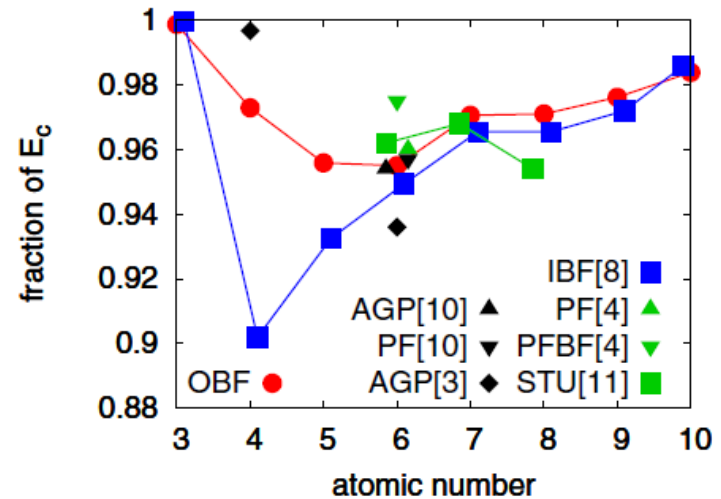 fraction of E_c
1
0.98
0.96
0.94
0.92
0.9
0.88
IBF[8]
AGP[10]
PF[4]
PF[10]
PFBF[4]
OBF
AGP[3]
STU[11]
3 4 5 6 7 8 9 10
atomic number